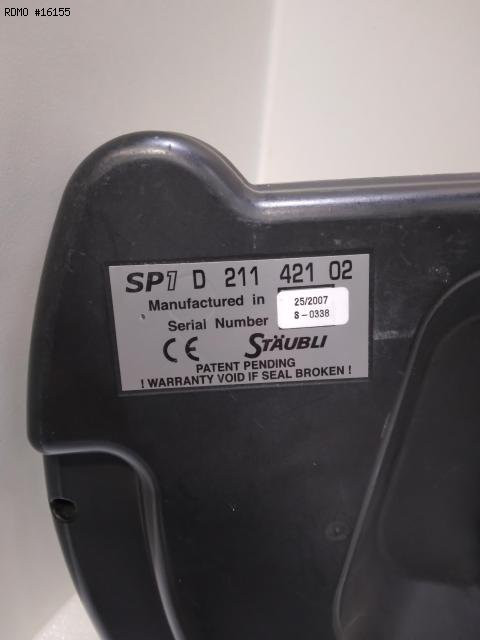 RDMO #16155
SP1 D 211 421 02
Manufactured in 25/2007
Serial Number 8-0338
CE STÄUBLI
PATENT PENDING
! WARRANTY VOID IF SEAL BROKEN !